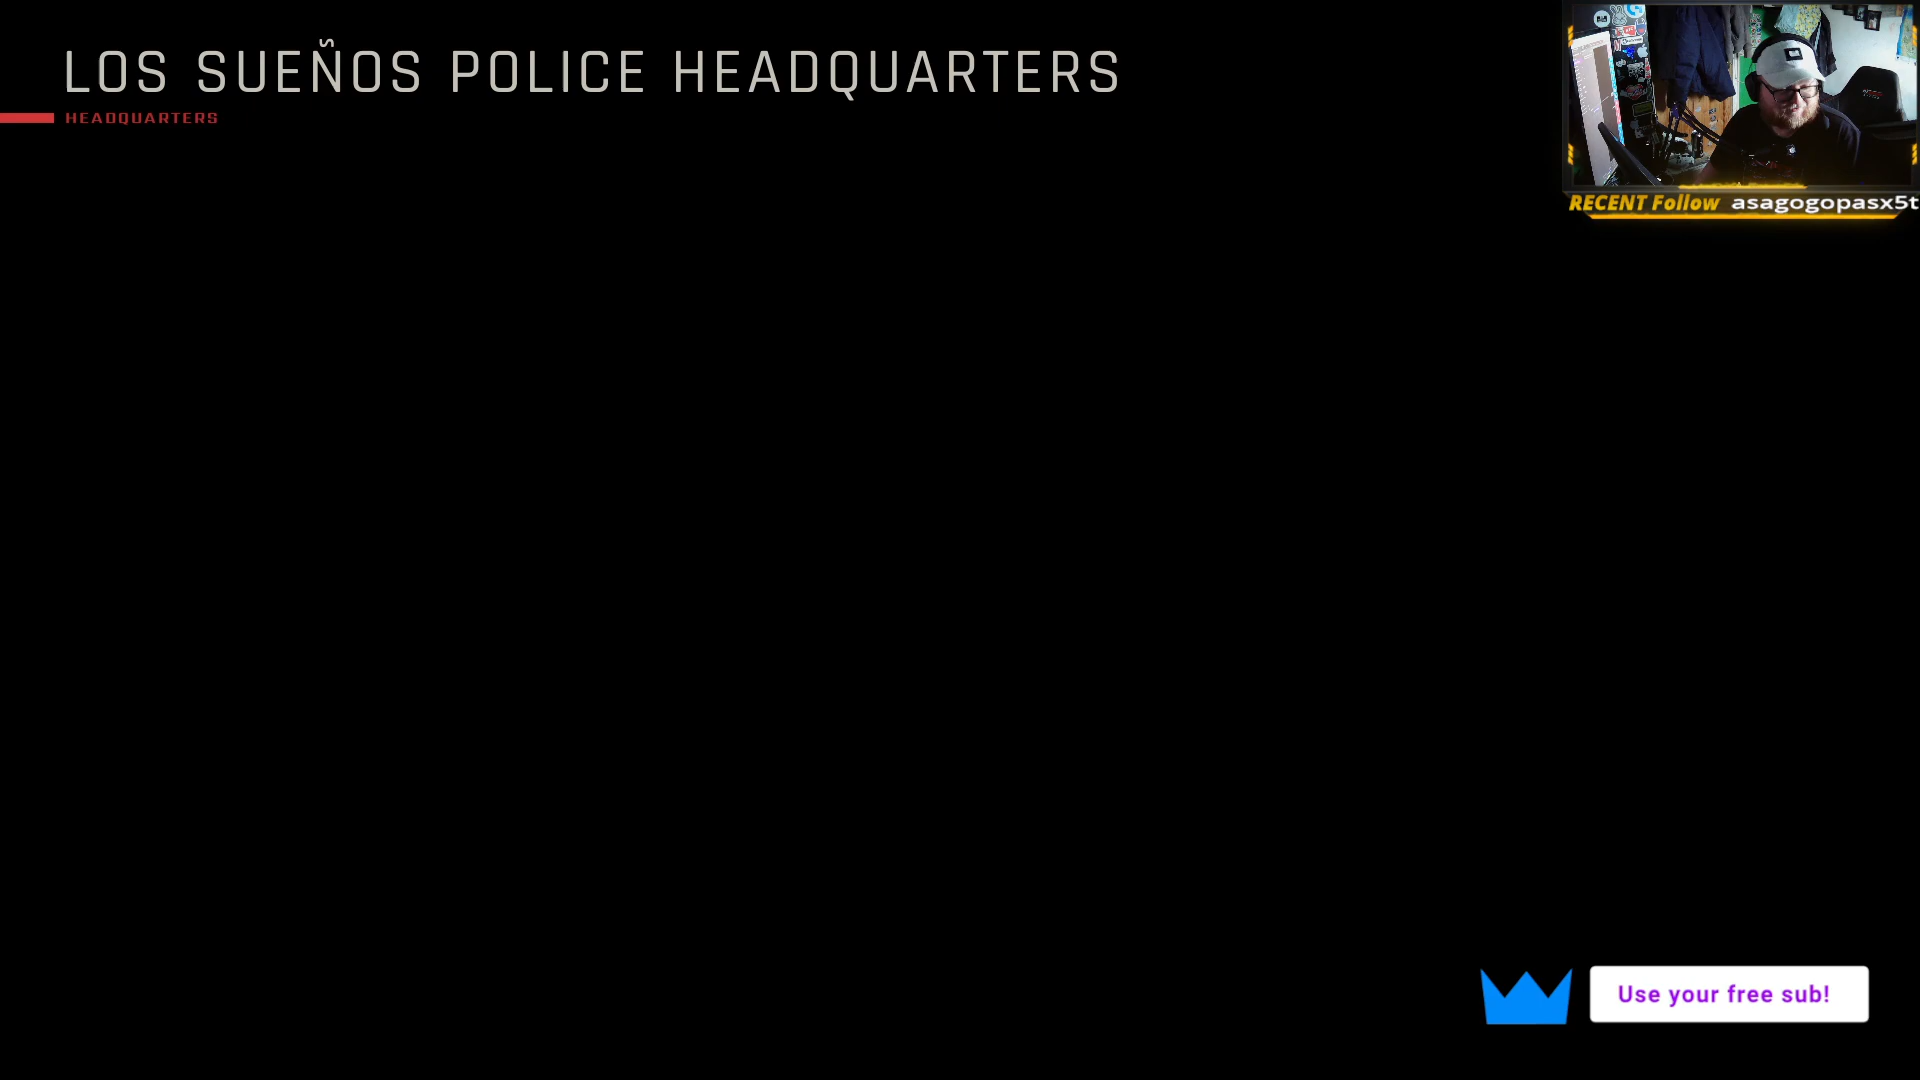 LOS SUEÑOS POLICE HEADQUARTERS
HEADQUARTERS
RECENT Follow asagogopasx5t
Use your free sub!